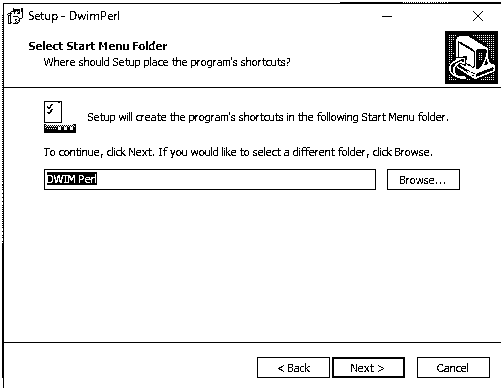 Setup - DwimPerl
Select Start Menu Folder
Where should Setup place the program's shortcuts?
Setup will create the program's shortcuts in the following Start Menu folder.
To continue, click Next. If you would like to select a different folder, click Browse.
DWIM Perl
Browse...
< Back
Next >
Cancel